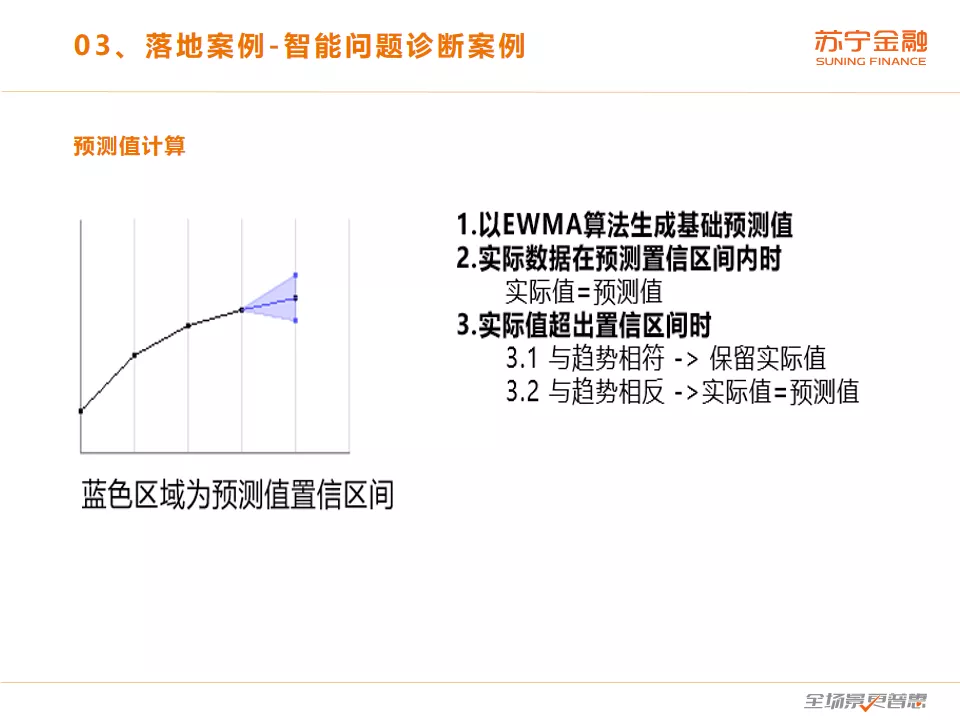 03、落地案例-智能问题诊断案例
苏宁金融
SUNING FINANCE
预测值计算
1.以EWMA算法生成基础预测值
2.实际数据在预测置信区间内时
实际值=预测值
3.实际值超出置信区间时
3.1 与趋势相符 -> 保留实际值
3.2 与趋势相反 ->实际值=预测值
蓝色区域为预测值置信区间
全场景更普惠